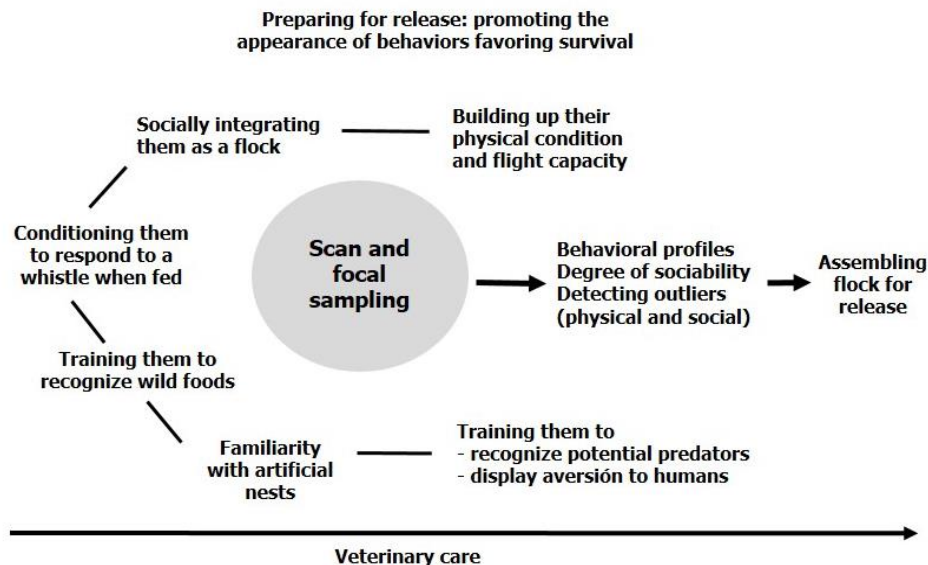 Preparing for release: promoting the
appearance of behaviors favoring survival
Socially integrating
them as a flock
Building up their
physical condition
and flight capacity
Conditioning them
to respond to a
whistle when fed
Scan and
focal
sampling
Behavioral profiles
Degree of sociability
Detecting outliers
(physical and social)
Assembling
flock for
release
Training them to
recognize wild foods
Familiarity
with artificial
nests
Training them to
- recognize potential predators
- display aversión to humans
Veterinary care